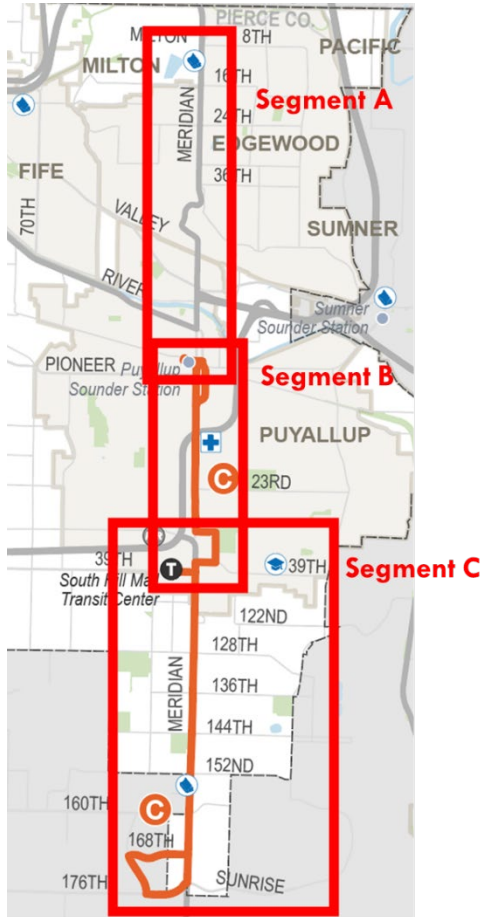 PIERCE CO.
MILTON
8TH
PACIFIC
MILTON
16TH
Segment A
24TH
MERIDIAN
EDGEWOOD
36TH
FIFE
70TH
VALLEY
SUMNER
RIVER
Sumner
Sounder Station
PIONEER
Puyallup
Sounder Station
Segment B
PUYALLUP
C
23RD
39TH
T
39TH
Segment C
South Hill Mall
Transit Center
122ND
128TH
MERIDIAN
136TH
144TH
152ND
160TH
C
168TH
176TH
SUNRISE